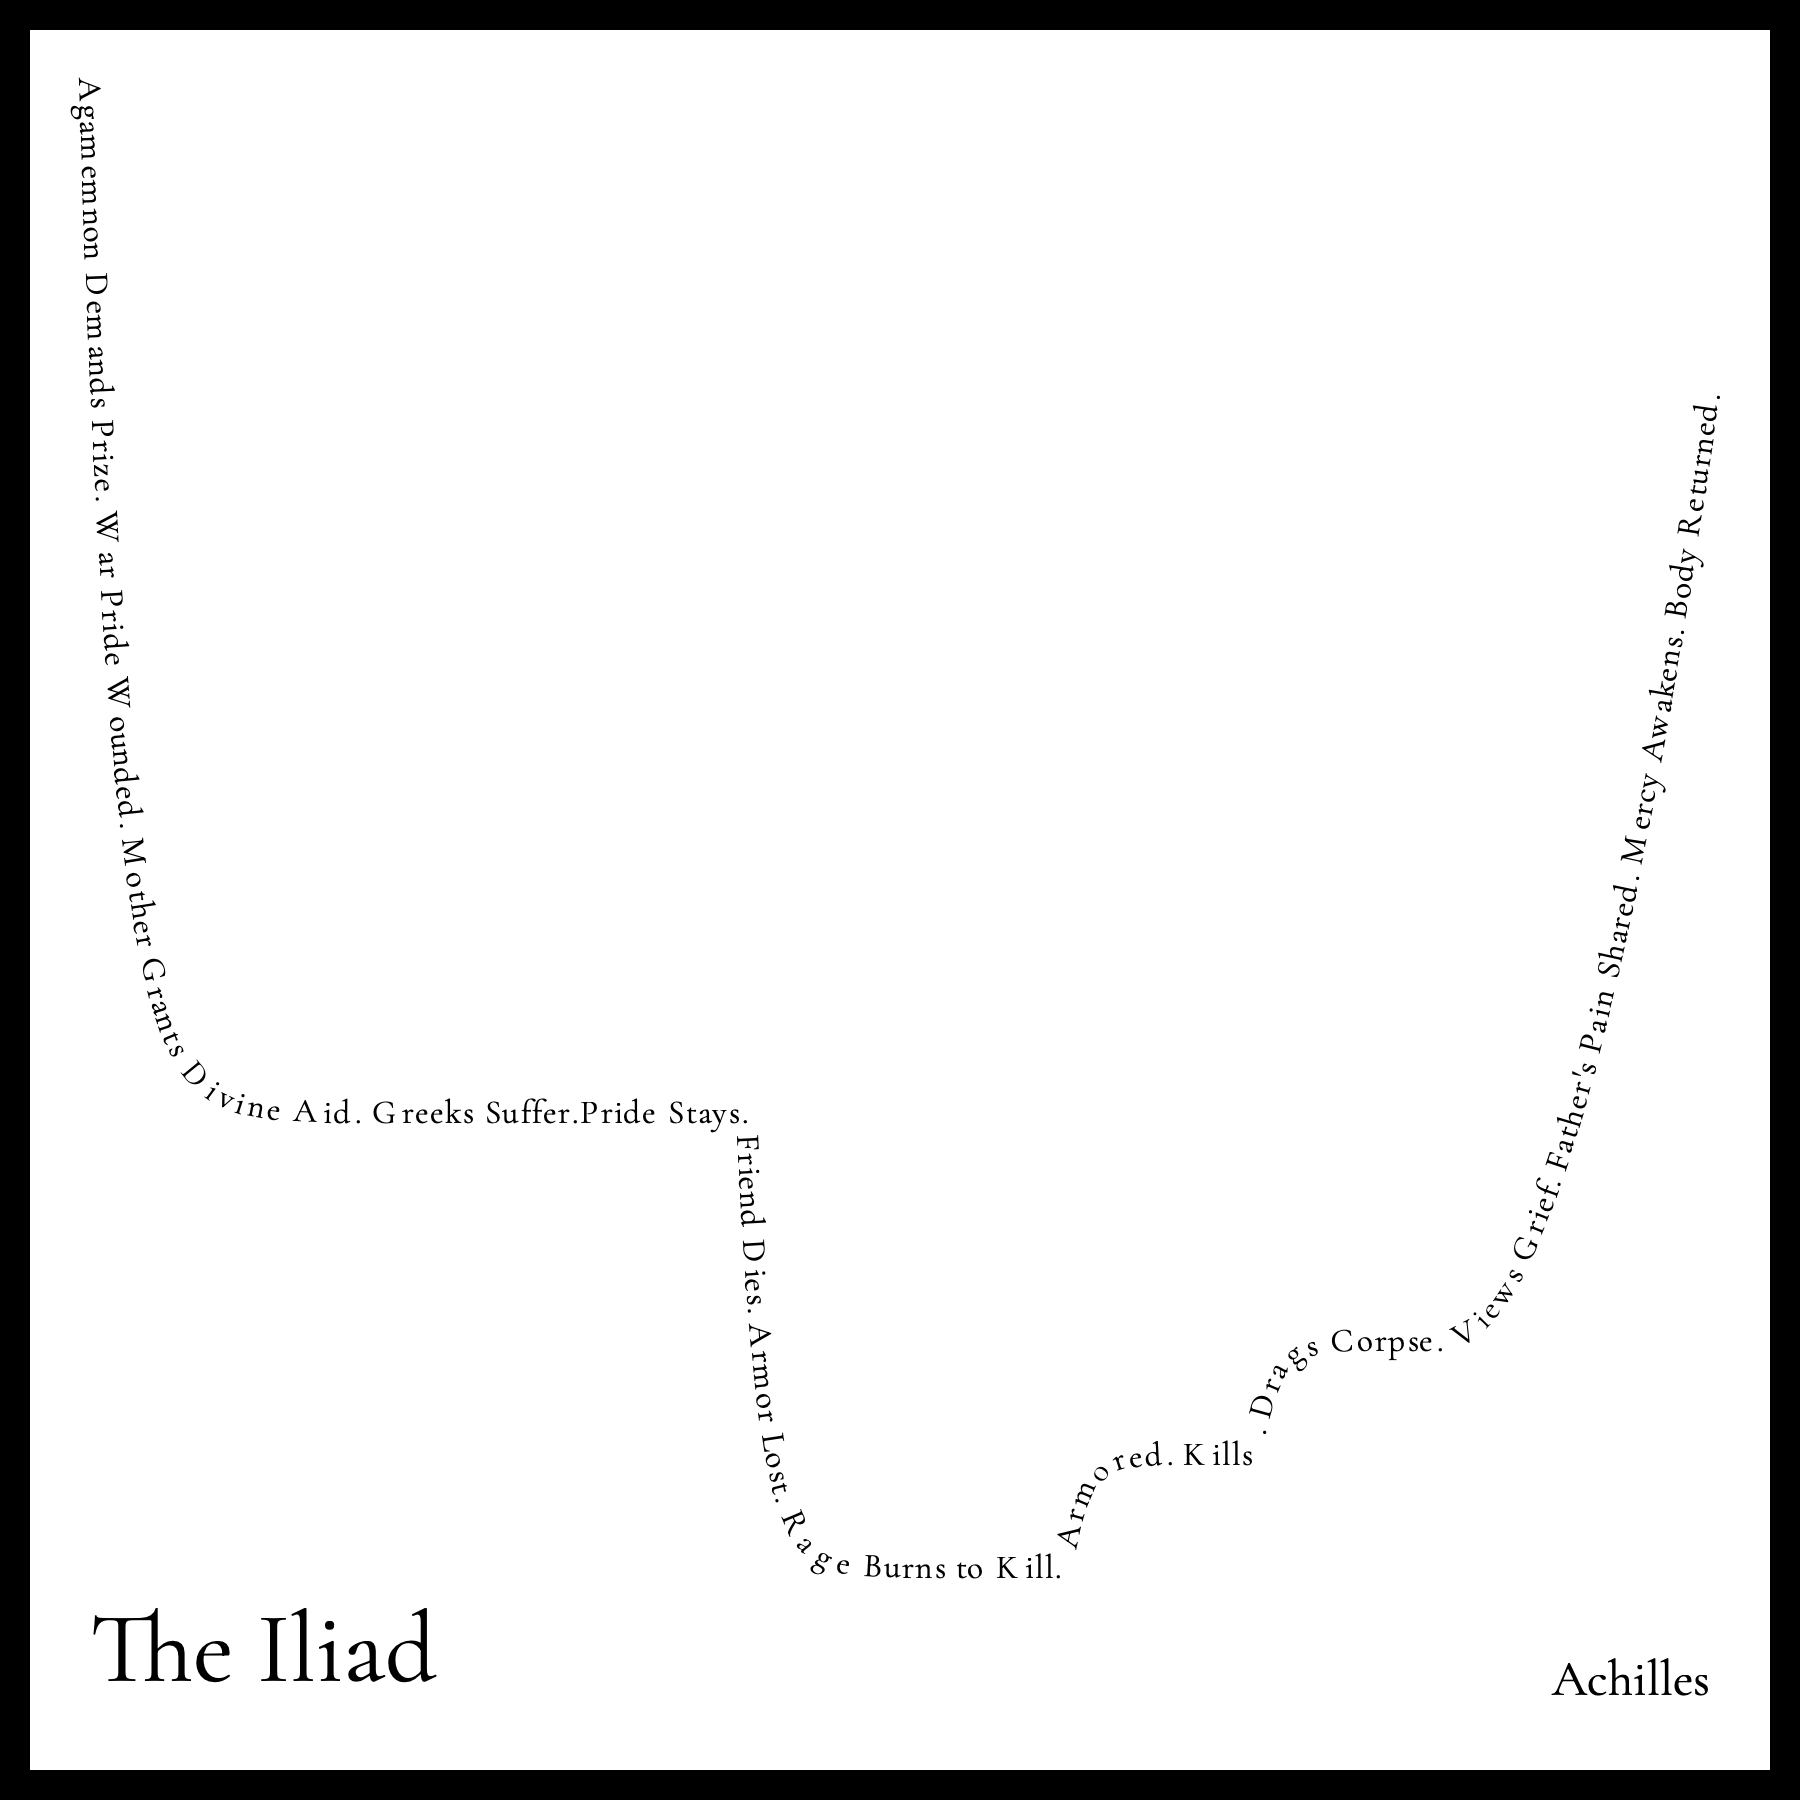 Agamemnon Demands Prize. War Pride Wounded. Mother Grants Divine Aid. Greeks Suffer.Pride Stays. Friend Dies. Armor Lost. Rage Burns to Kill. Armored. Kills . Drags Corpse. Views Grief. Father's Pain Shared. Mercy Awakens. Body Returned.
The Iliad
Achilles